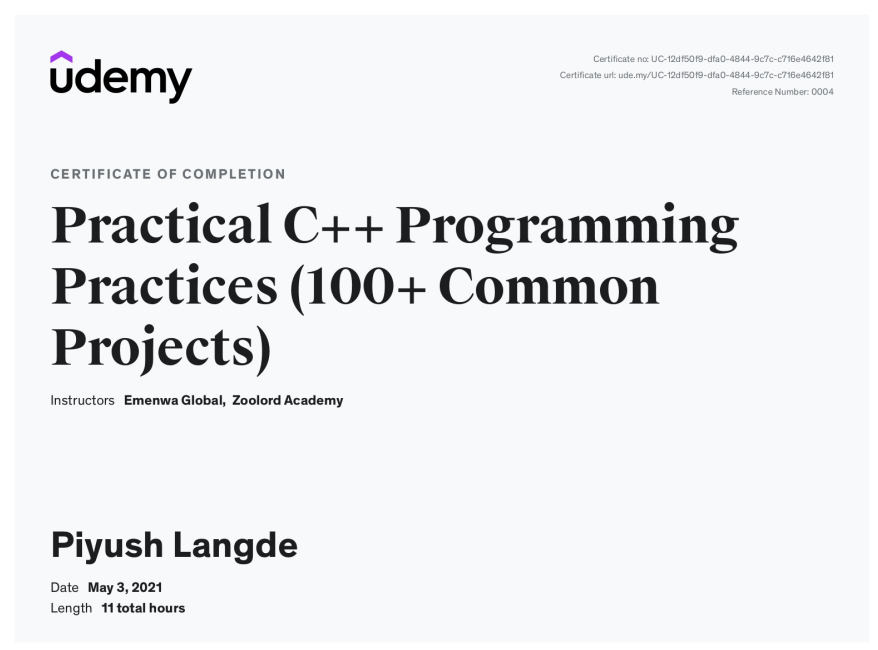 udemy
Certificate no: UC-12df50f9-dfa0-4844-9c7c-c716e4642f81
Certificate url: ude.my/UC-12df50f9-dfa0-4844-9c7c-c716e4642f81
Reference Number: 0004
CERTIFICATE OF COMPLETION
Practical C++ Programming
Practices (100+ Common
Projects)
Instructors Emenwa Global, Zoolord Academy
Piyush Langde
Date May 3, 2021
Length 11 total hours